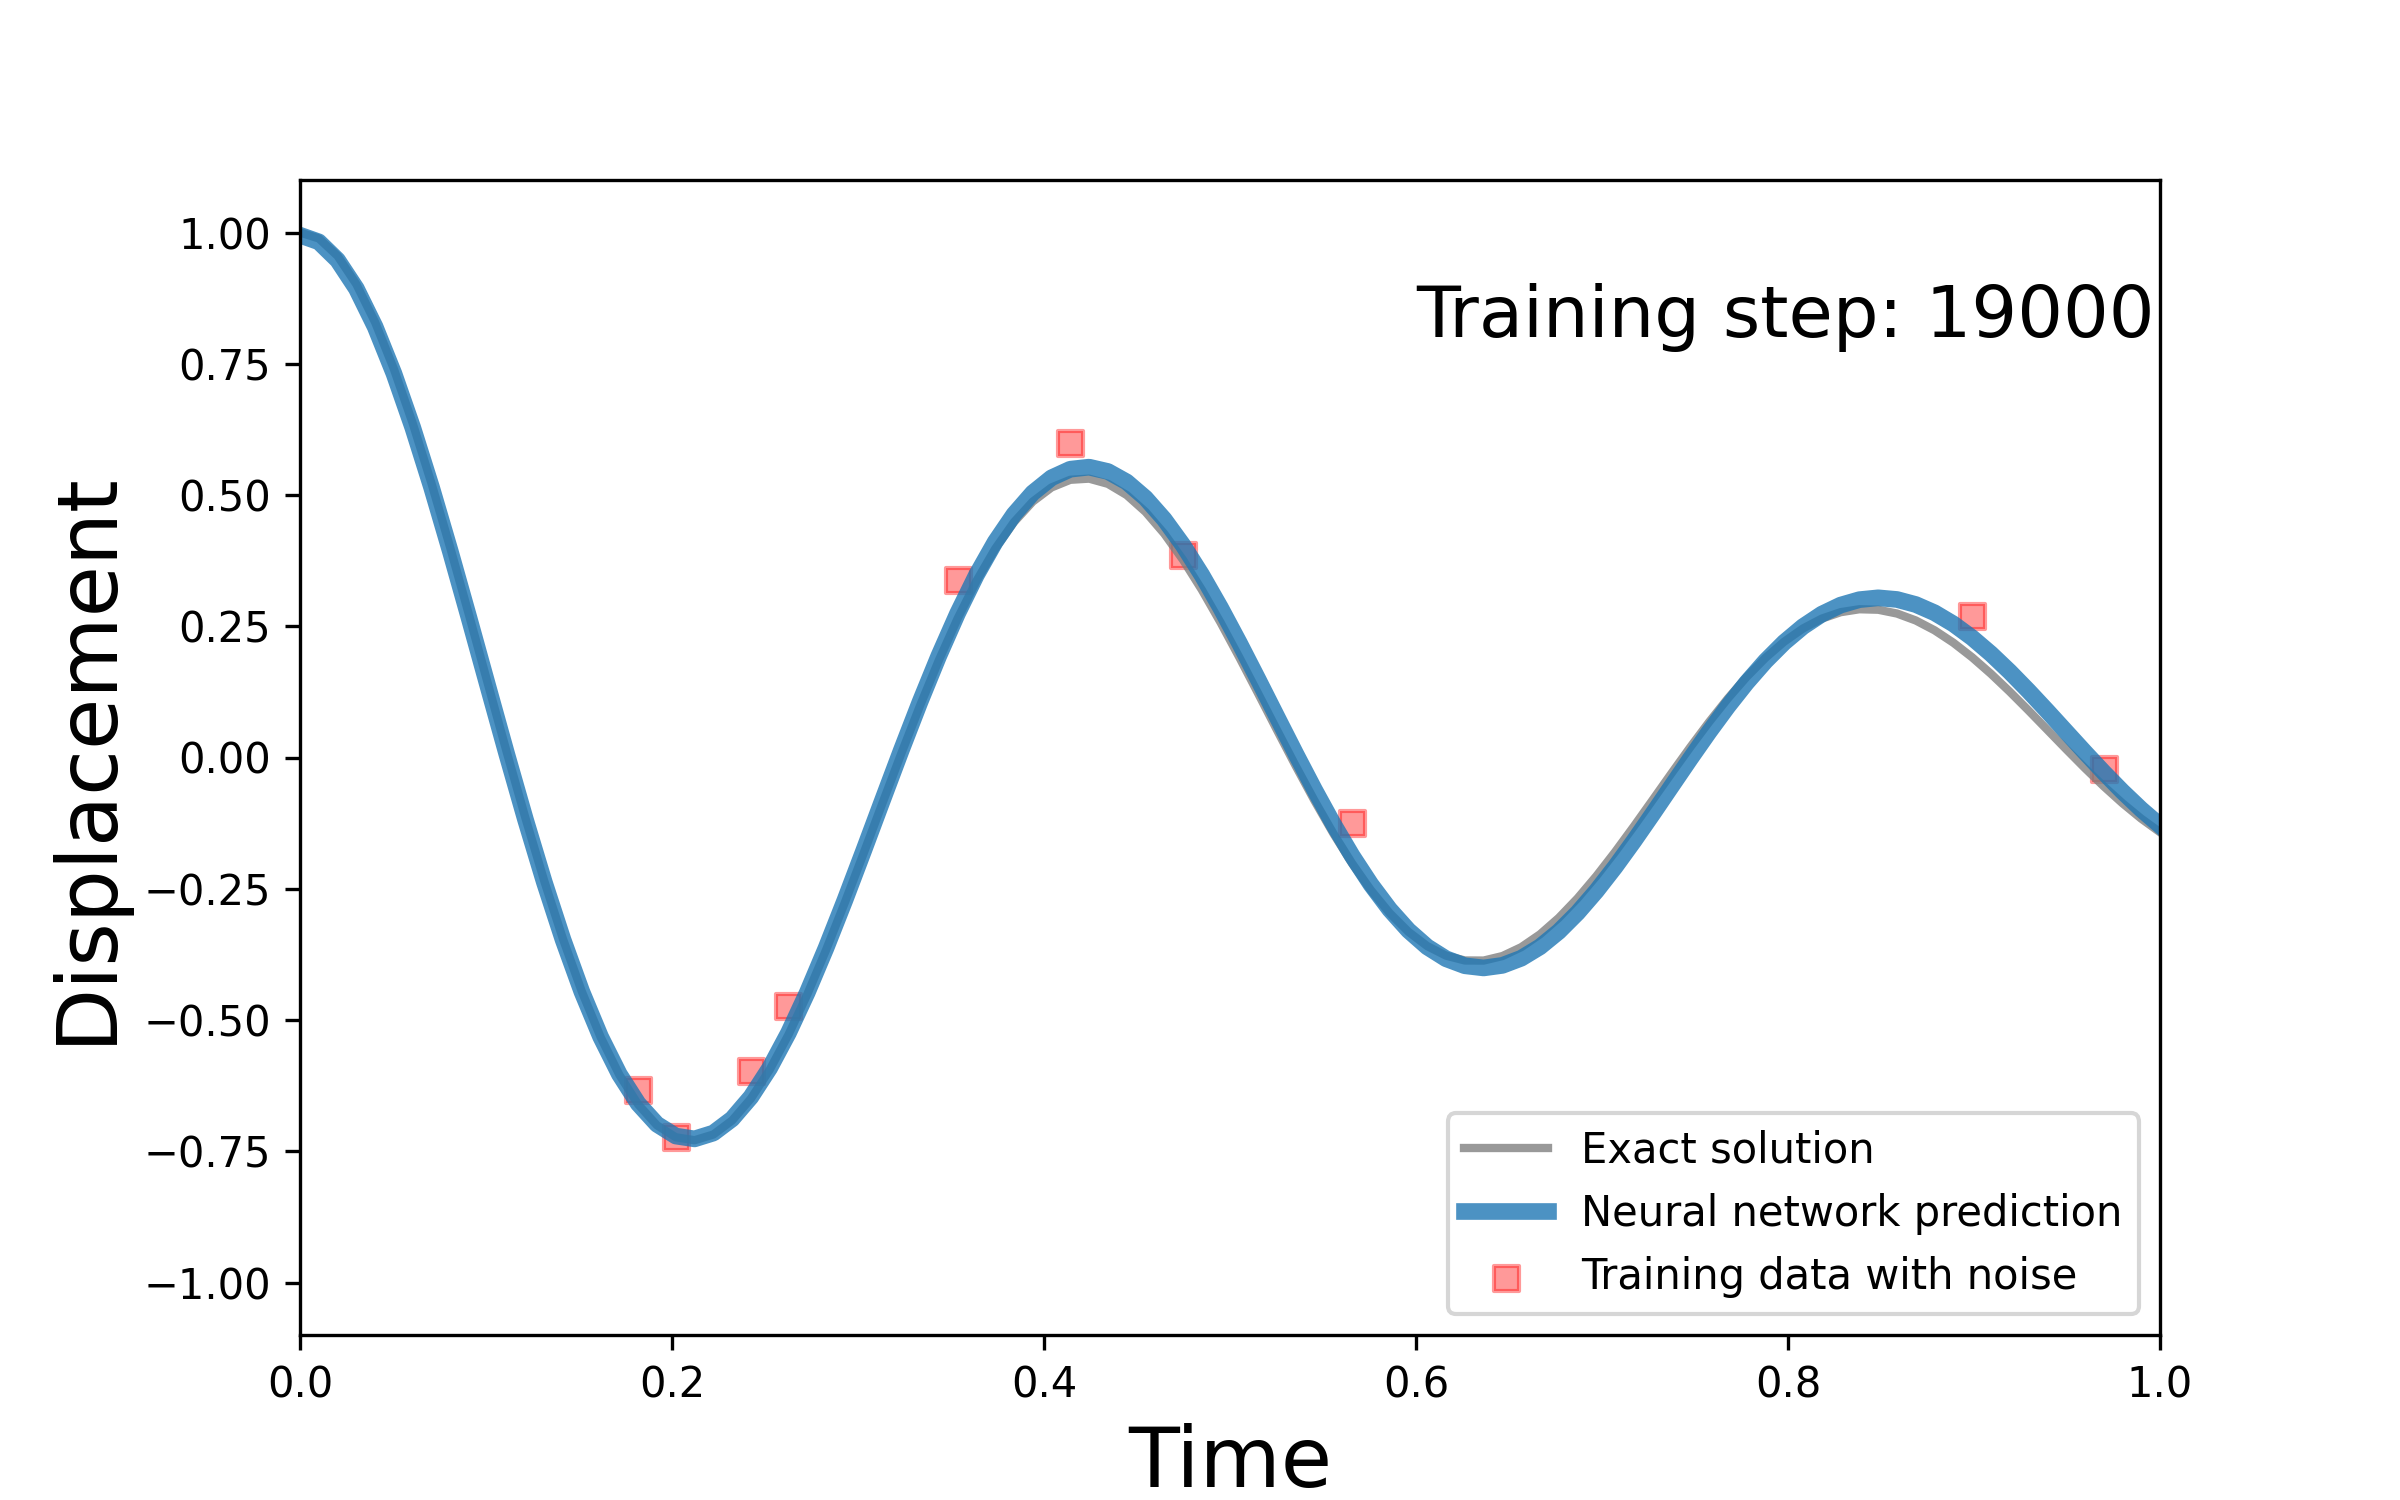 Training step: 19000
Displacement
1.00
0.75
0.50
0.25
0.00
−0.25
−0.50
−0.75
−1.00
Exact solution
Neural network prediction
Training data with noise
0.0 0.2 0.4 0.6 0.8 1.0
Time